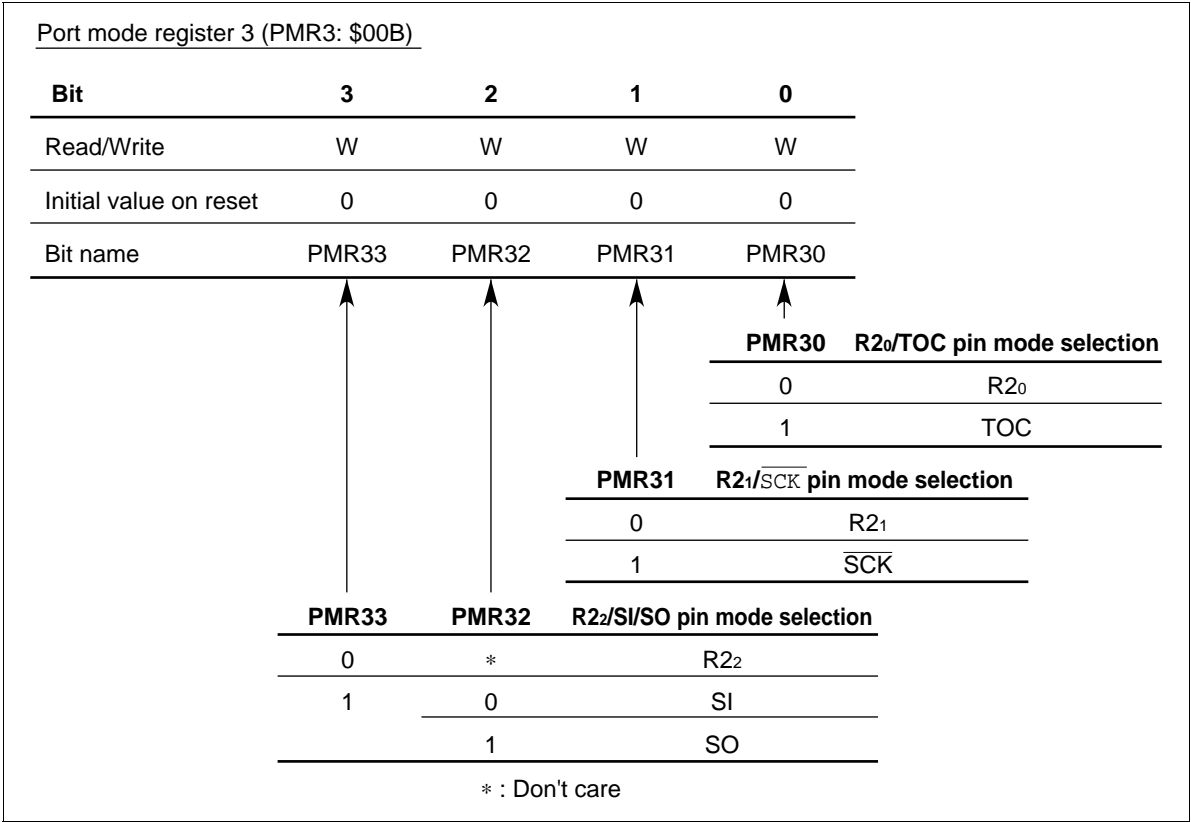 Port mode register 3 (PMR3: $00B)
Bit 3 2 1 0
Read/Write W W W W
Initial value on reset 0 0 0 0
Bit name PMR33 PMR32 PMR31 PMR30
PMR30 R2₀/TOC pin mode selection
0 R2₀
1 TOC
PMR31 R2₁/S̅C̅K̅ pin mode selection
0 R2₁
1 S̅C̅K̅
PMR33 PMR32 R2₂/SI/SO pin mode selection
0 * R2₂
1 0 SI
1 SO
* : Don't care